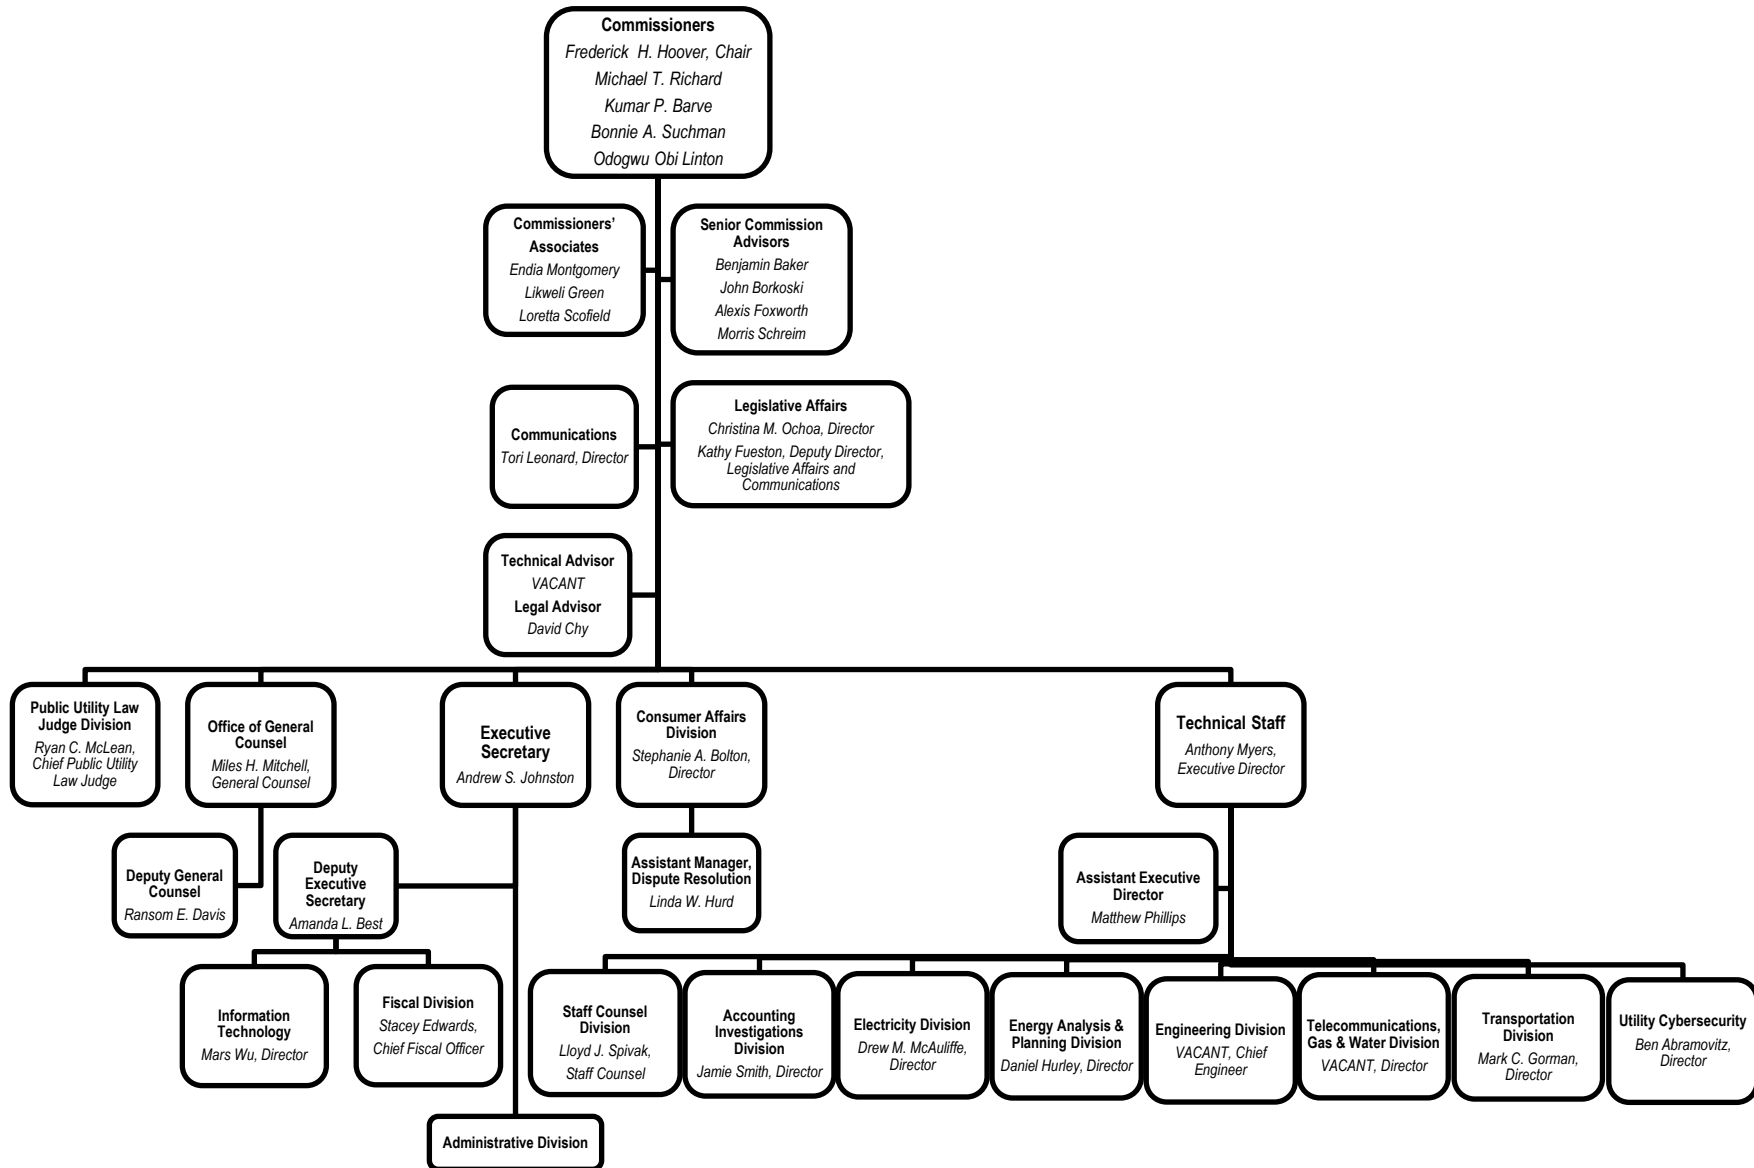 Commissioners
Frederick H. Hoover, Chair
Michael T. Richard
Kumar P. Barve
Bonnie A. Suchman
Odogwu Obi Linton
Commissioners'
Associates
Endia Montgomery
Likweli Green
Loretta Scofield
Senior Commission
Advisors
Benjamin Baker
John Borkoski
Alexis Foxworth
Morris Schreim
Communications
Tori Leonard, Director
Legislative Affairs
Christina M. Ochoa, Director
Kathy Fueston, Deputy Director,
Legislative Affairs and
Communications
Technical Advisor
VACANT
Legal Advisor
David Chy
Public Utility Law
Judge Division
Ryan C. McLean,
Chief Public Utility
Law Judge
Office of General
Counsel
Miles H. Mitchell,
General Counsel
Executive
Secretary
Andrew S. Johnston
Consumer Affairs
Division
Stephanie A. Bolton,
Director
Technical Staff
Anthony Myers,
Executive Director
Deputy General
Counsel
Ransom E. Davis
Deputy
Executive
Secretary
Amanda L. Best
Assistant Manager,
Dispute Resolution
Linda W. Hurd
Assistant Executive
Director
Matthew Phillips
Information
Technology
Mars Wu, Director
Fiscal Division
Stacey Edwards,
Chief Fiscal Officer
Staff Counsel
Division
Lloyd J. Spivak,
Staff Counsel
Accounting
Investigations
Division
Jamie Smith, Director
Electricity Division
Drew M. McAuliffe,
Director
Energy Analysis &
Planning Division
Daniel Hurley, Director
Engineering Division
VACANT, Chief
Engineer
Telecommunications,
Gas & Water Division
VACANT, Director
Transportation
Division
Mark C. Gorman,
Director
Utility Cybersecurity
Ben Abramovitz,
Director
Administrative Division